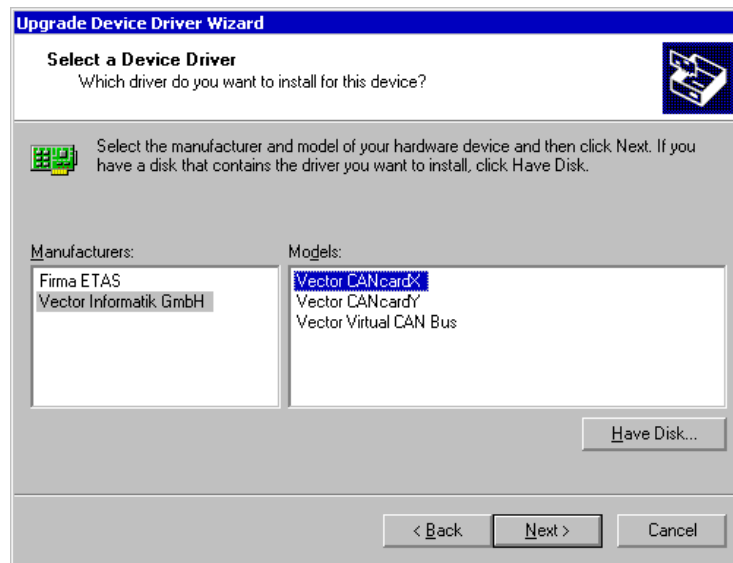 Upgrade Device Driver Wizard
Select a Device Driver
Which driver do you want to install for this device?
Select the manufacturer and model of your hardware device and then click Next. If you
have a disk that contains the driver you want to install, click Have Disk.
Manufacturers:
Models:
Firma ETAS
Vector Informatik GmbH
Vector CANcardX
Vector CANcardY
Vector Virtual CAN Bus
Have Disk...
< Back
Next >
Cancel